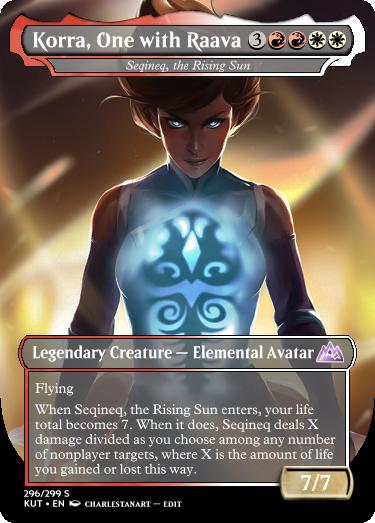 Korra, One with Raava 3
Seqineq, the Rising Sun
Legendary Creature — Elemental Avatar
Flying
When Seqineq, the Rising Sun enters, your life
total becomes 7. When it does, Seqineq deals X
damage divided as you choose among any number
of nonplayer targets, where X is the amount of life
you gained or lost this way.
7/7
296/299 S
KUT • EN CHARLESTANART — EDIT